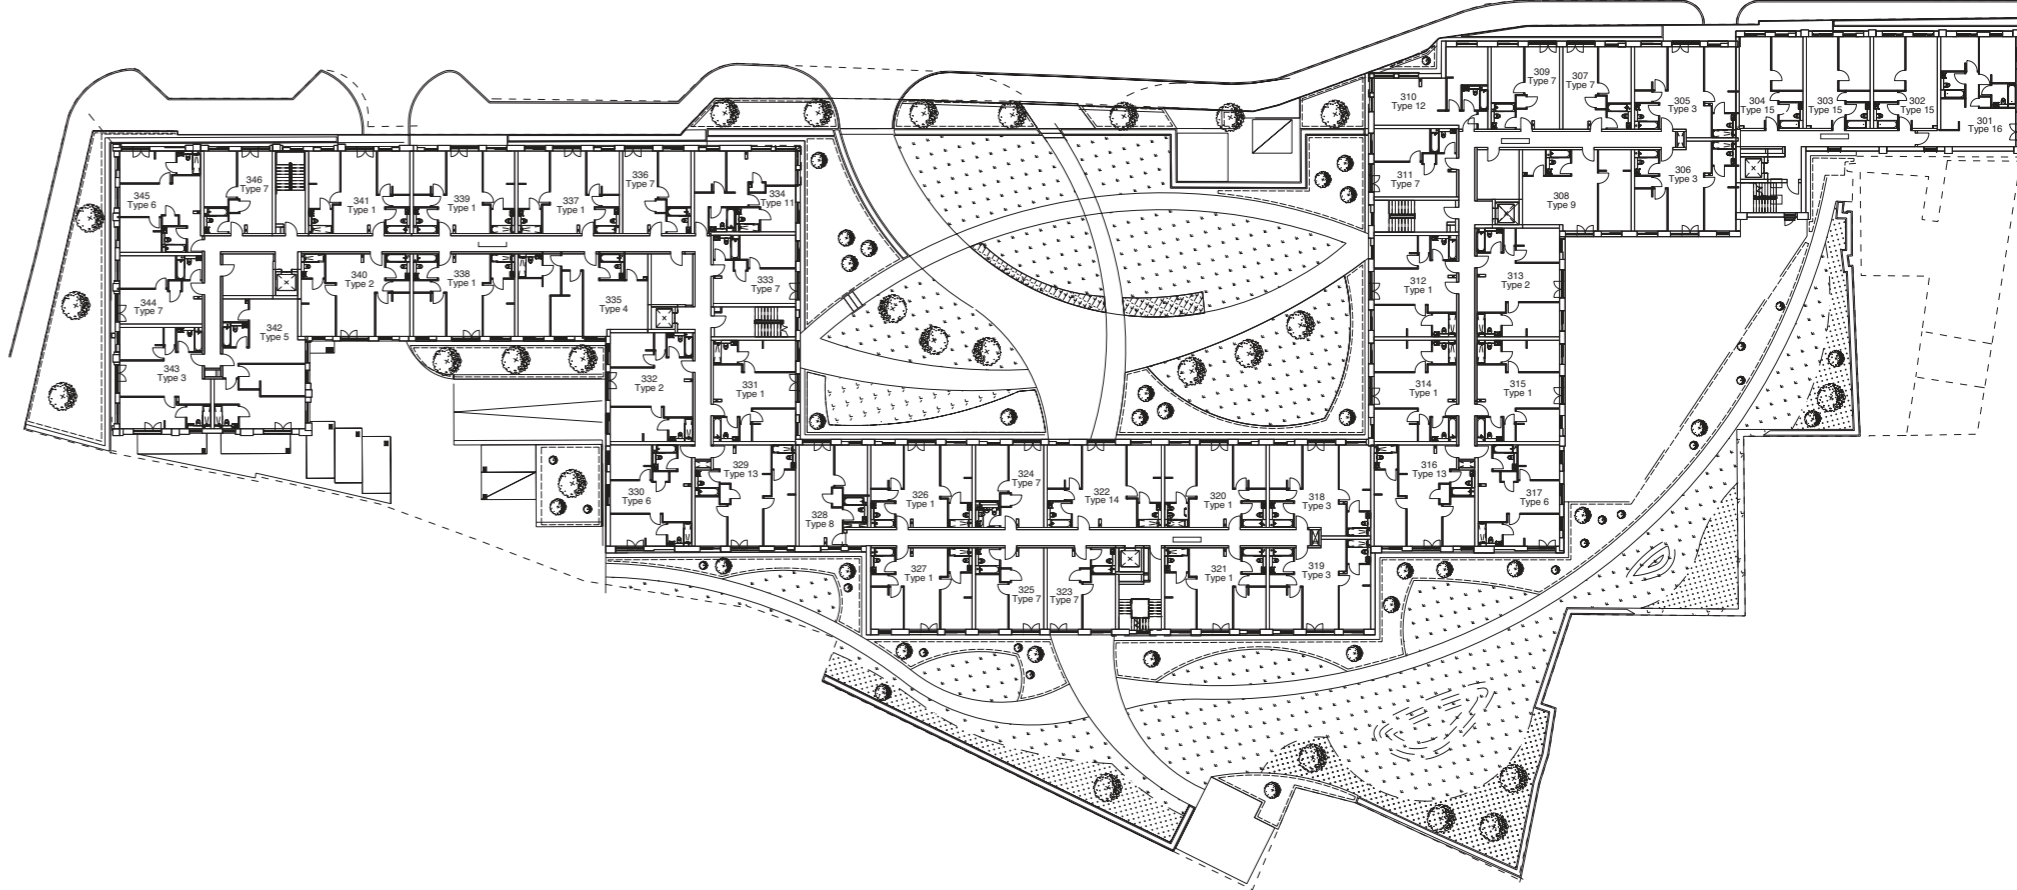 309
Type 7
307
Type 7
310
Type 12
305
Type 3
304
Type 15
303
Type 15
302
Type 15
301
Type 16
311
Type 7
306
Type 3
308
Type 9
345
Type 6
346
Type 7
341
Type 1
339
Type 1
337
Type 1
336
Type 7
334
Type 11
344
Type 7
340
Type 2
338
Type 1
335
Type 4
333
Type 7
342
Type 5
343
Type 3
332
Type 2
331
Type 1
312
Type 1
313
Type 2
314
Type 1
315
Type 1
330
Type 6
329
Type 13
328
Type 8
326
Type 1
324
Type 7
322
Type 14
320
Type 1
318
Type 3
316
Type 13
317
Type 6
327
Type 1
325
Type 7
323
Type 7
321
Type 1
319
Type 3